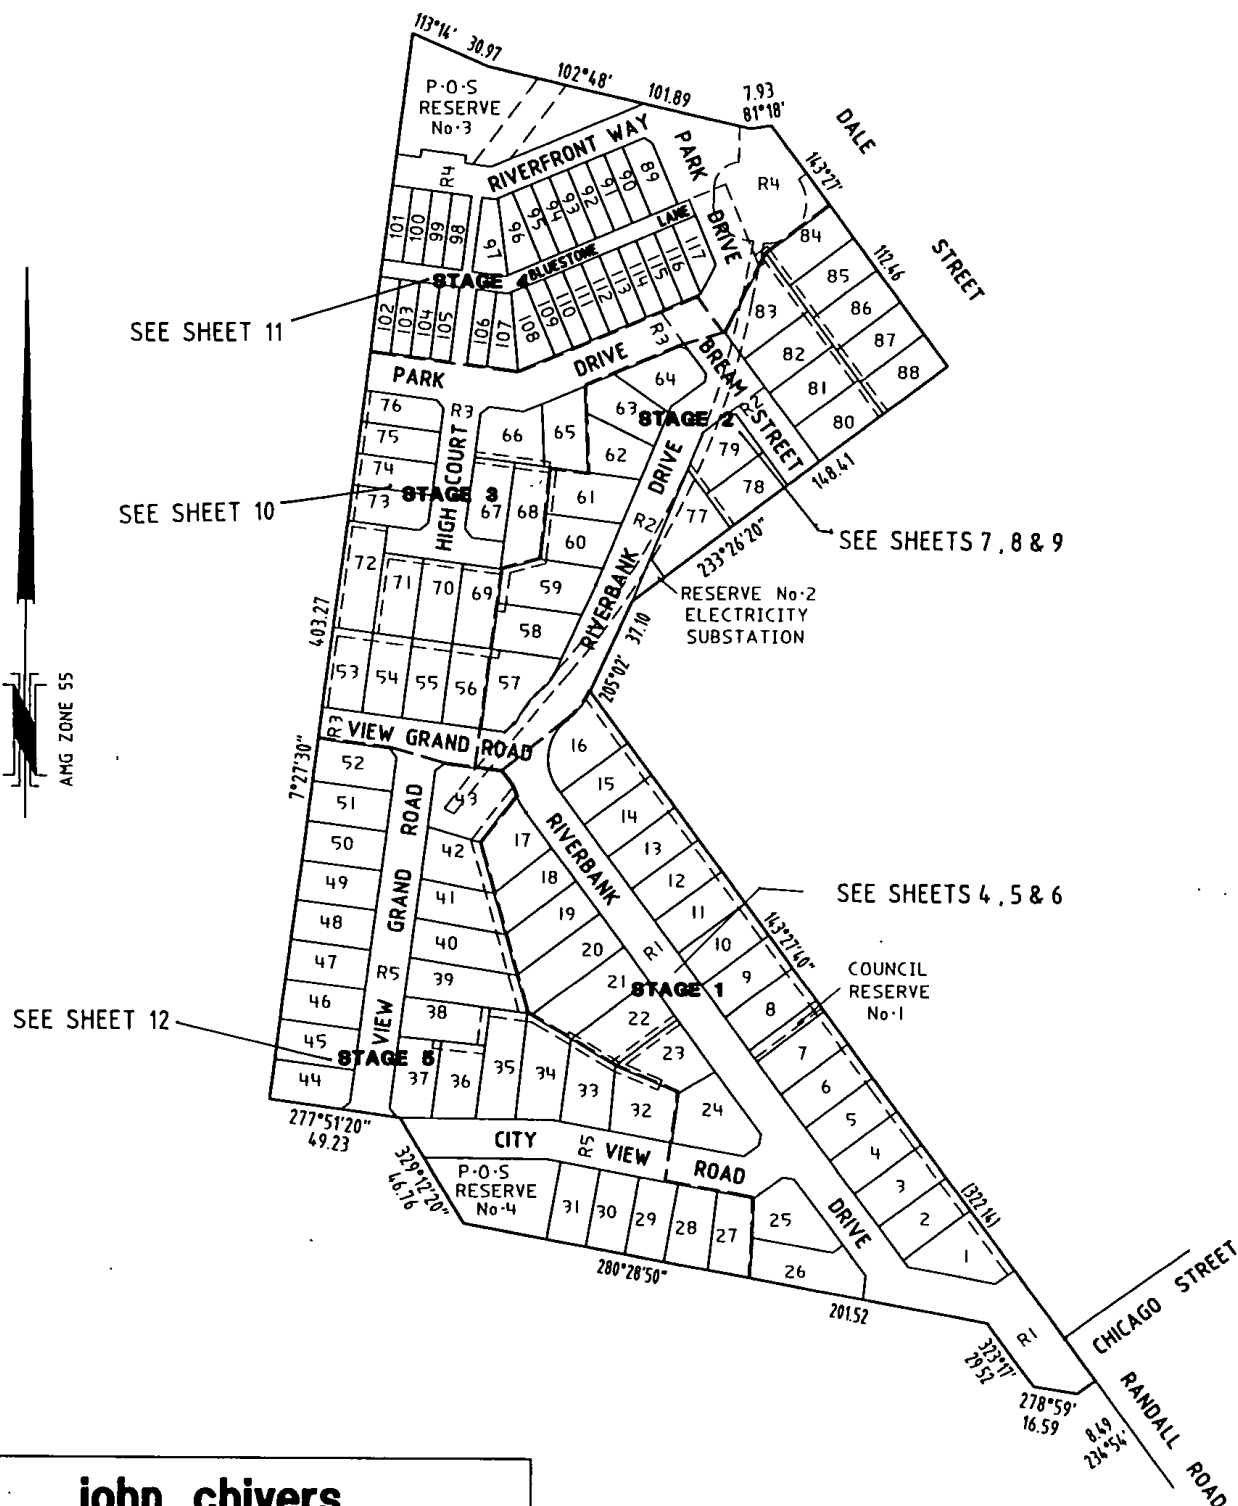 113°14' 30.97
102°48'
101.89
7.93
81°18'
P·O·S
RESERVE
No·3
DALE
STREET
143°27'
112.46
RIVERFRONT WAY
PARK
DRIVE
R4
R4
89
90
91
92
93
94
95
96
97
98
99
100
101
BLUESTONE
LANE
STAGE 4
SEE SHEET 11
84
85
86
87
88
83
82
81
80
117
116
115
114
113
112
111
110
109
108
107
106
105
104
103
102
PARK
DRIVE
R3
BREAM
STREET
R2
148.41
76
75
74
73
R3
HIGH COURT
66
65
64
63
62
STAGE 2
79
78
77
233°26'20"
SEE SHEETS 7, 8 & 9
SEE SHEET 10
STAGE 3
67
68
61
60
59
58
57
RIVERBANK
DRIVE
R2
RESERVE No·2
ELECTRICITY
SUBSTATION
72
71
70
69
403.27
53
54
55
56
205°02' 37.10
AMG ZONE 55
R3
VIEW GRAND ROAD
7°27'30"
52
51
50
49
48
47
46
45
44
VIEW GRAND ROAD
R5
43
42
41
40
39
38
37
36
35
34
33
32
16
15
14
13
12
11
10
9
8
7
6
5
4
3
2
1
17
18
19
20
21
22
23
24
RIVERBANK
R1
DRIVE
SEE SHEETS 4, 5 & 6
143°27'40"
(322.14)
COUNCIL
RESERVE
No·1
STAGE 1
SEE SHEET 12
STAGE 5
277°51'20"
49.23
329°12'20"
46.76
CITY
VIEW
ROAD
R5
P·O·S
RESERVE
No·4
31
30
29
28
27
25
26
280°28'50"
201.52
R1
323°17'
29.52
278°59'
16.59
8.49
234°54'
CHICAGO STREET
RANDALL ROAD
john chivers